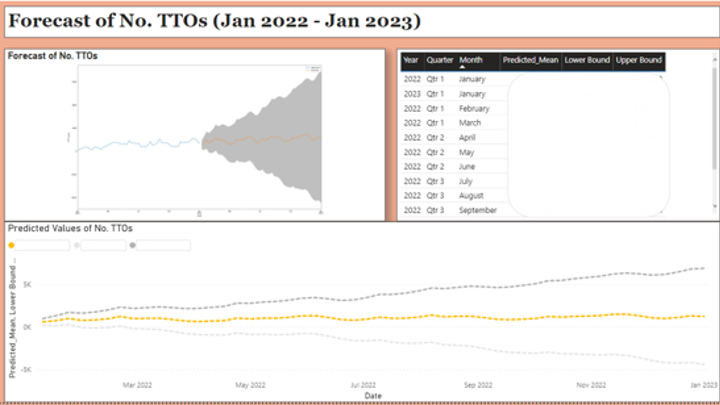 Forecast of No. TTOs (Jan 2022 - Jan 2023)
Forecast of No. TTOs
Year Quarter Month Predicted_Mean Lower Bound Upper Bound
2022 Qtr 1 January
2023 Qtr 1 January
2022 Qtr 1 February
2022 Qtr 1 March
2022 Qtr 2 April
2022 Qtr 2 May
2022 Qtr 2 June
2022 Qtr 3 July
2022 Qtr 3 August
2022 Qtr 3 September
Predicted Values of No. TTOs
Predicted_Mean, Lower Bound ...
5K
0K
-5K
Mar 2022 May 2022 Jul 2022 Sep 2022 Nov 2022 Jan 2023
Date